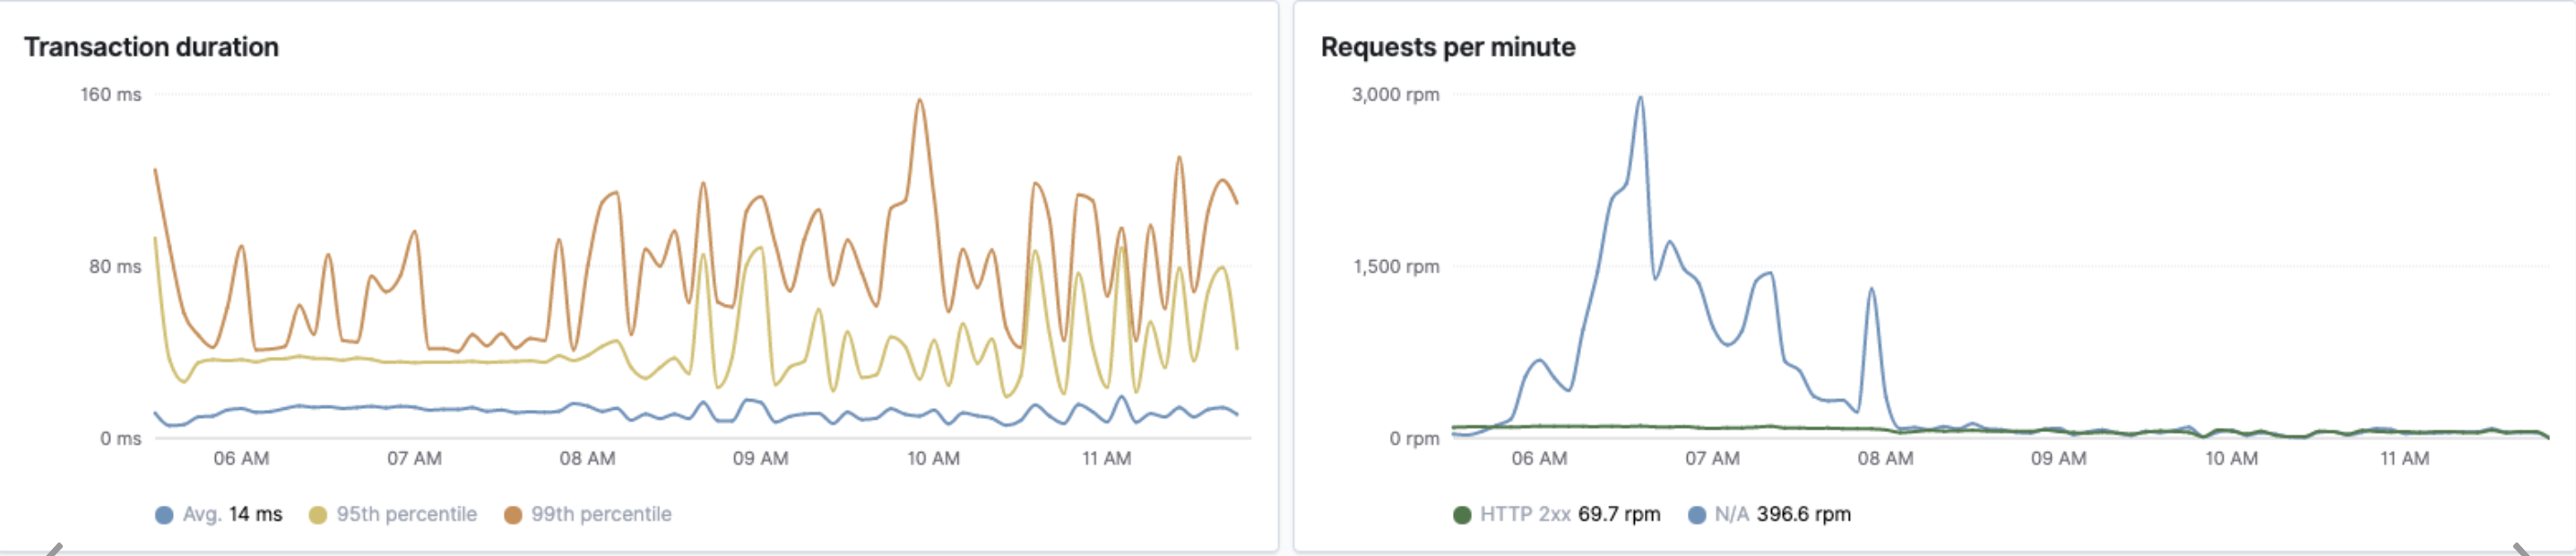 Transaction duration
160 ms
80 ms
0 ms
06 AM 07 AM 08 AM 09 AM 10 AM 11 AM
Avg. 14 ms 95th percentile 99th percentile
Requests per minute
3,000 rpm
1,500 rpm
0 rpm
06 AM 07 AM 08 AM 09 AM 10 AM 11 AM
HTTP 2xx 69.7 rpm N/A 396.6 rpm